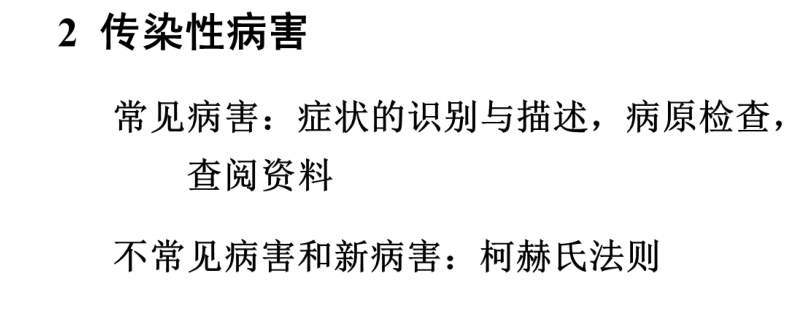 2 传染性病害
常见病害：症状的识别与描述，病原检查，
查阅资料
不常见病害和新病害：柯赫氏法则